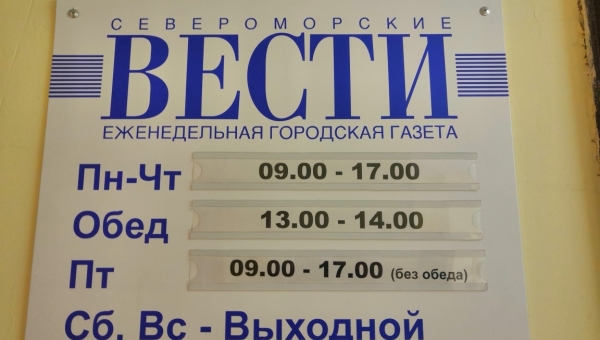 СЕВЕРОМОРСКИЕ
ВЕСТИ
ЕЖЕНЕДЕЛЬНАЯ ГОРОДСКАЯ ГАЗЕТА
Пн-Чт 09.00 - 17.00
Обед 13.00 - 14.00
Пт 09.00 - 17.00 (без обеда)
Сб, Вс - Выходной